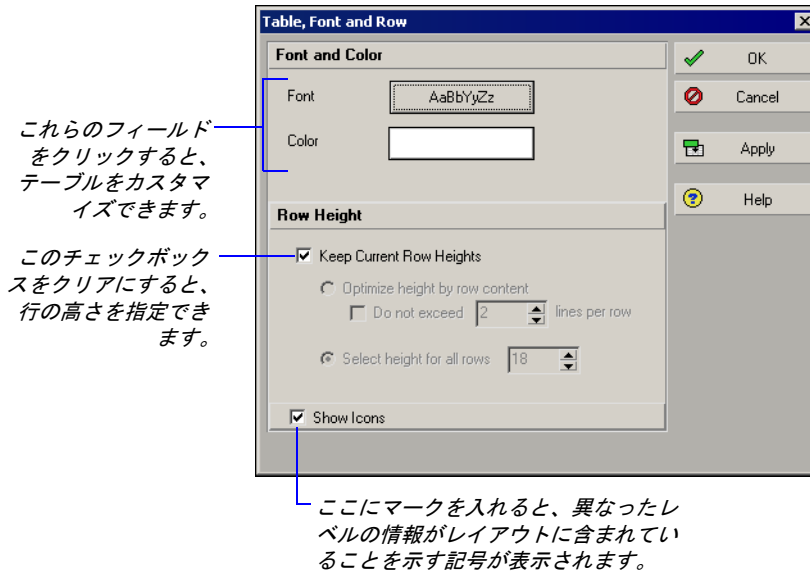 Table, Font and Row
Font and Color
Font
AaBbYyZz
Color
OK
Cancel
Apply
Help
これらのフィールド
をクリックすると、
テーブルをカスタマ
イズできます。
Row Height
このチェックボック
スをクリアにすると、
行の高さを指定でき
ます。
Keep Current Row Heights
Optimize height by row content
Do not exceed 2 lines per row
Select height for all rows 18
Show Icons
ここにマークを入れると、異なったレ
ベルの情報がレイアウトに含まれてい
ることを示す記号が表示されます。